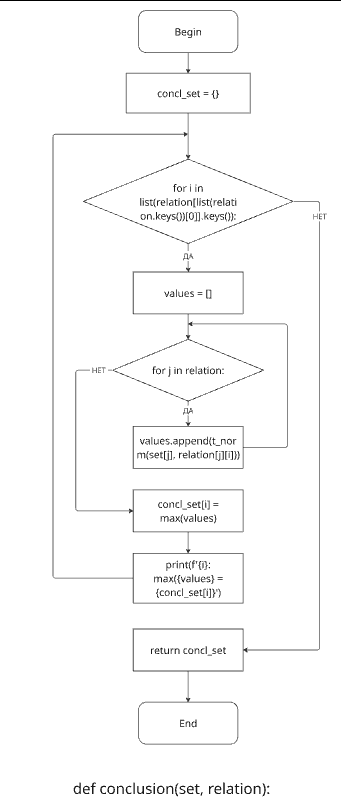 Begin
concl_set = {}
for i in
list(relation[list(relati
on.keys())[0]].keys()):
НЕТ
ДА
values = []
for j in relation:
НЕТ
ДА
values.append(t_nor
m(set[j], relation[j][i]))
concl_set[i] =
max(values)
print(f'{i}:
max({values} =
{concl_set[i]}')
return concl_set
End
def conclusion(set, relation):